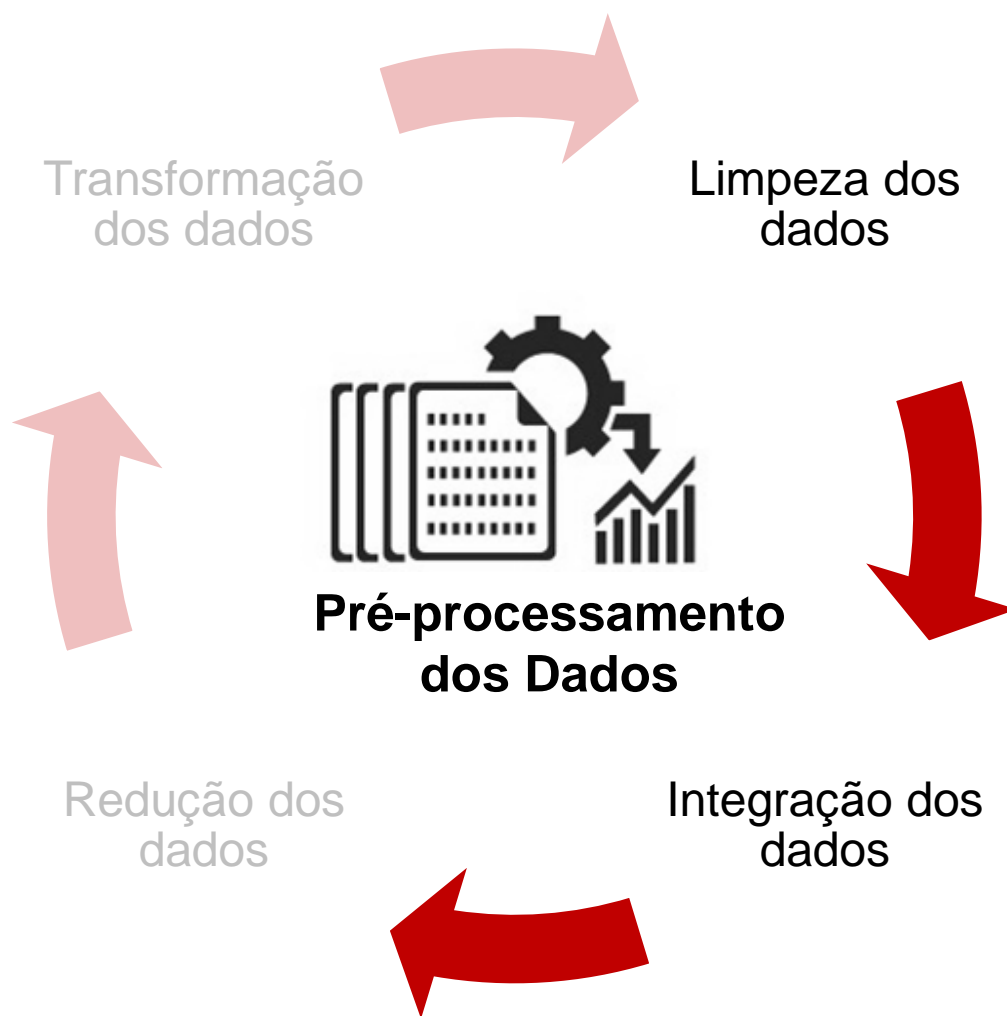 Transformação
dos dados
Limpeza dos
dados
Pré-processamento
dos Dados
Redução dos
dados
Integração dos
dados